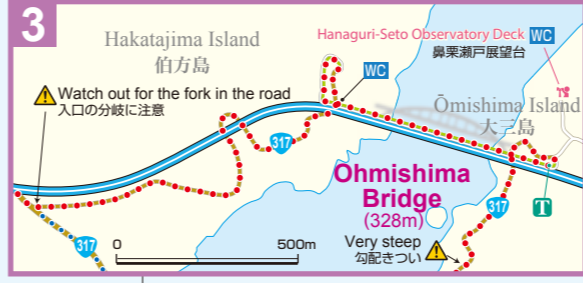 3
Hakatajima Island
伯方島
Hanaguri-Seto Observatory Deck WC
鼻栗瀬戸展望台
WC
Watch out for the fork in the road
入口の分岐に注意
Ōmishima Island
大三島
317
Ohmishima
Bridge
(328m)
317
T
317
0 500m
Very steep
勾配きつい